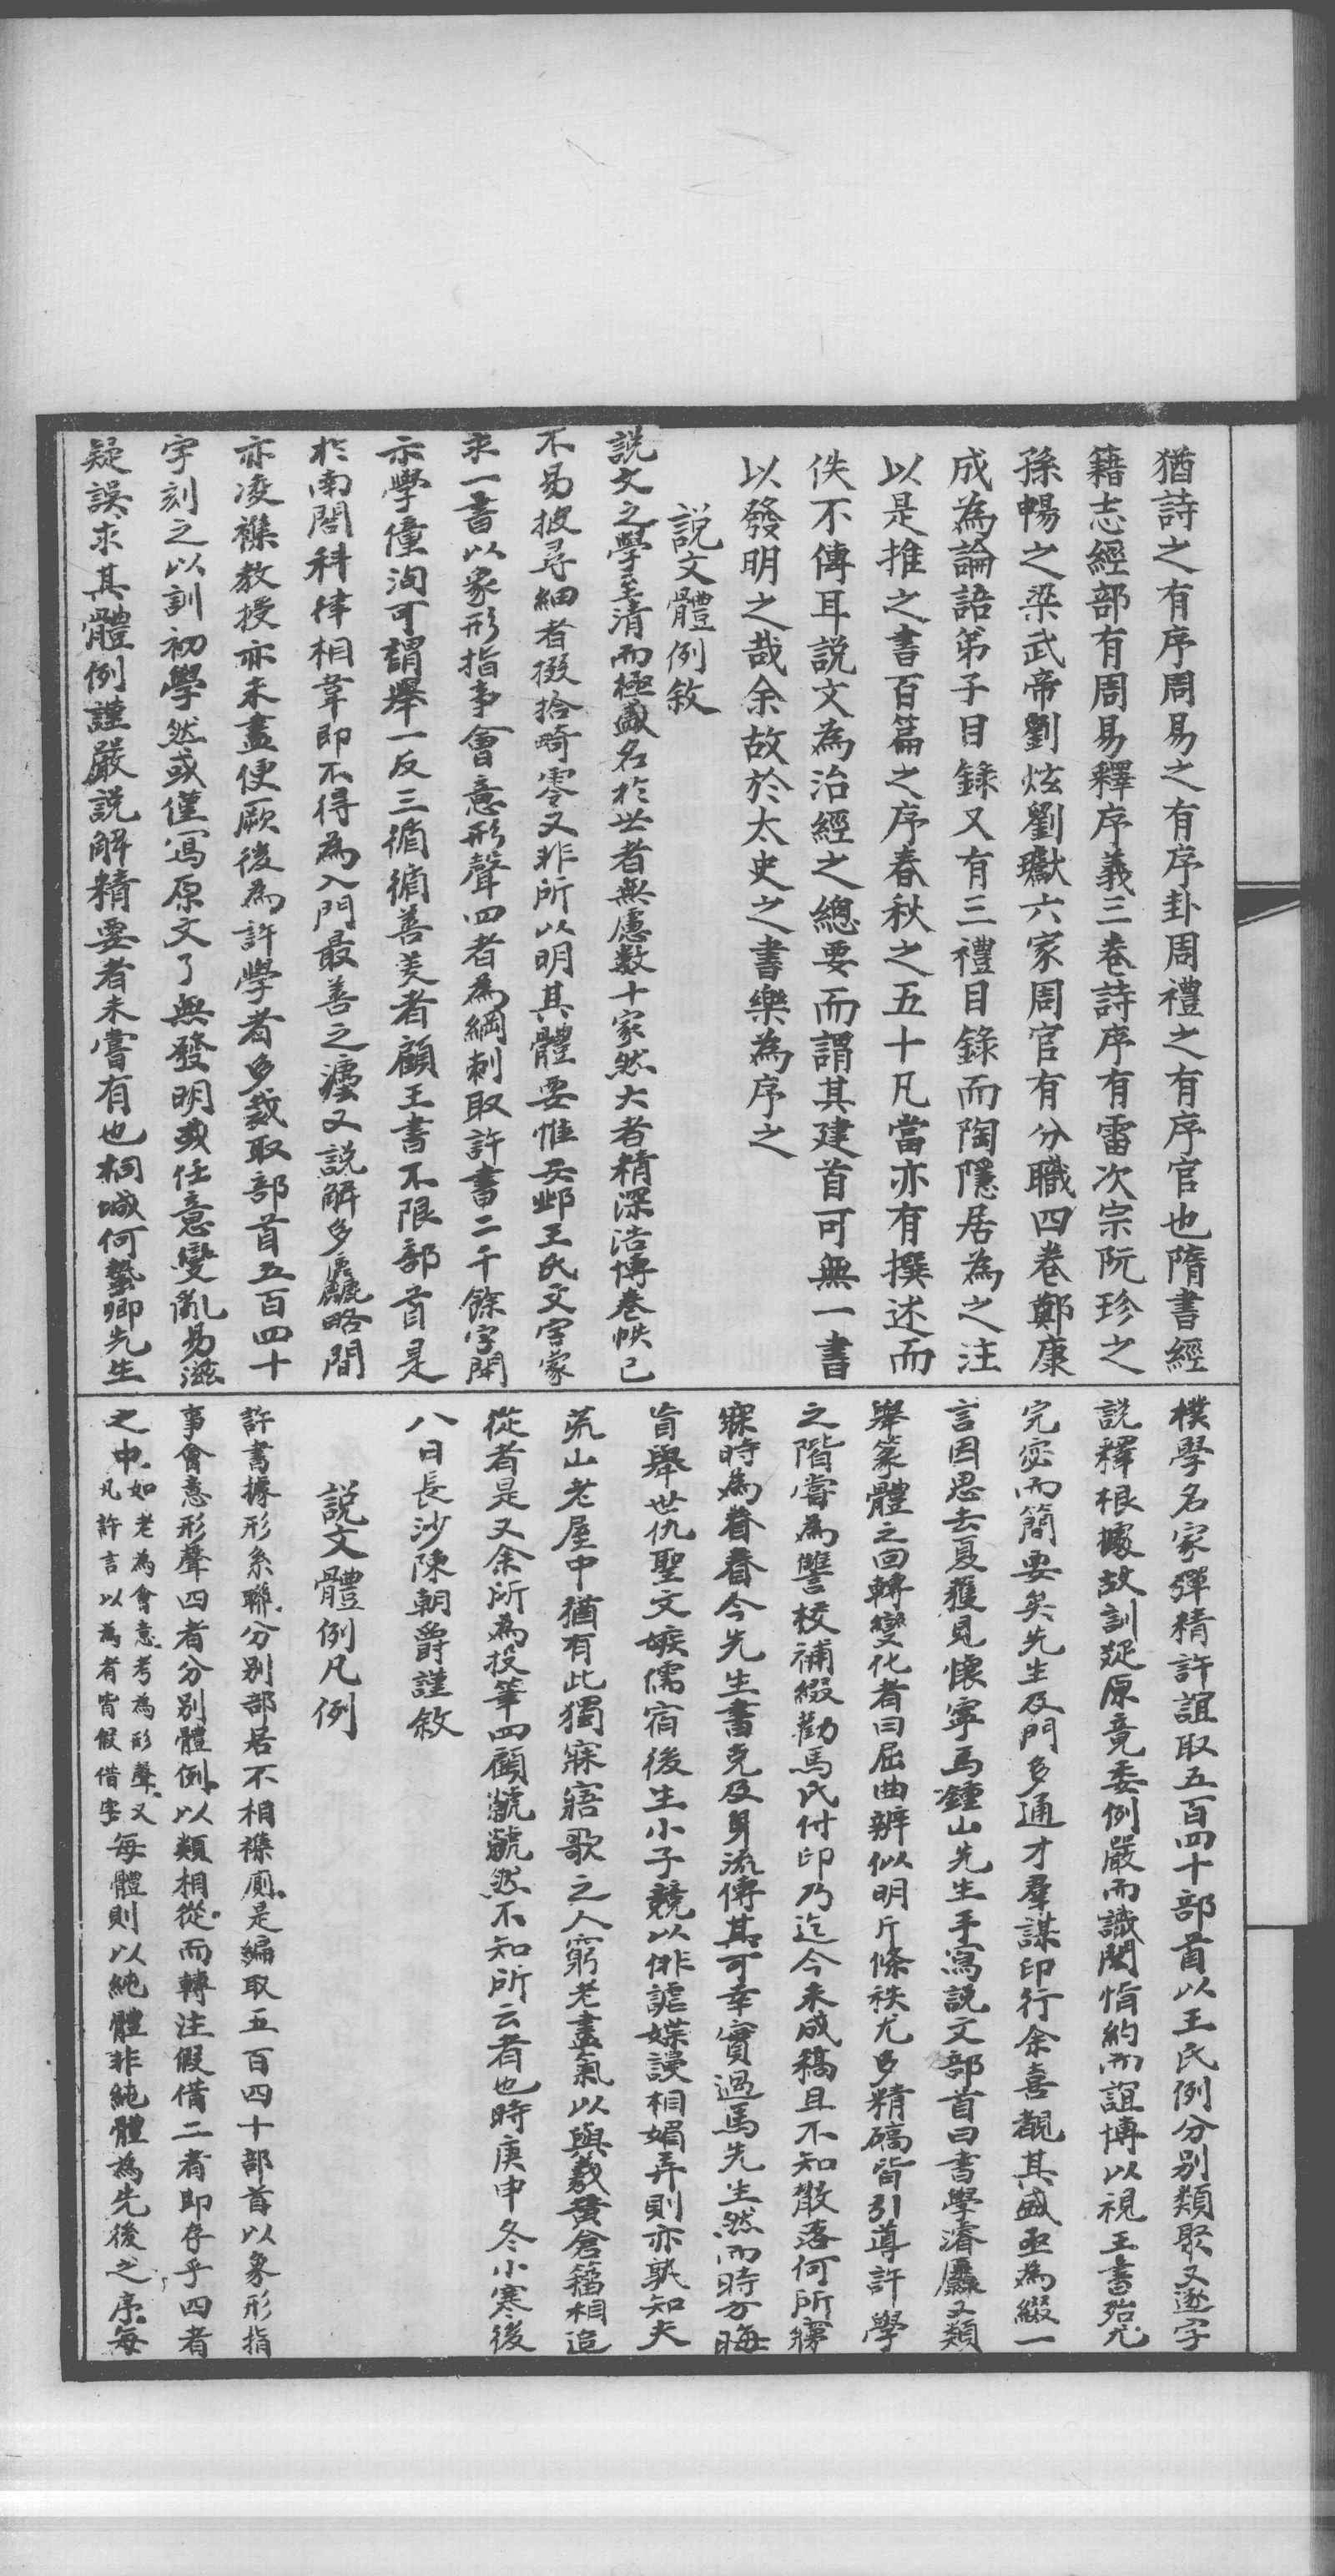 猶詩之有序周易之有序卦周禮之有序官也隋書經
籍志經部有周易釋序義三卷詩序有雷次宗阮珍之
孫暢之梁武帝劉炫劉瓛六家周官有分職四卷鄭康
成為論語弟子目錄又有三禮目錄而陶隱居為之注
以是推之書百篇之序春秋之五十凡當亦有撰述而
佚不傳耳說文為治經之總要而謂其建首可無一書
以發明之哉余故於太史之書樂為序之
說文體例敘
說文之學至清而極盛名於世者無慮數十家然大者精深浩博卷帙已
不易披尋細者掇拾畸零又非所以明其體要惟安邱王氏文字蒙
求一書以象形指事會意形聲四者為綱刺取許書二千餘字開
示學僮洵可謂舉一反三循循善美者顧王書不限部首是
於南閣科律相韋即不得為入門最善之灋又說解多麤略間
亦凌襍教授亦未盡便厥後為許學者多裁取部首五百四十
字刻之以訓初學然或僅寫原文了無發明或任意變亂易滋
疑誤求其體例謹嚴說解精要者未嘗有也桐城何蟄卿先生
樸學名家殫精許誼取五百四十部首以王氏例分別類聚又逐字
說釋根據故訓疑原竟委例嚴而識閎恉約而誼博以視王書殆尤
完密而簡要矣先生及門多通才羣謀印行余喜觀其盛亟為綴一
言因思去夏獲見懷寧馬鍾山先生手寫說文部首曰書學濬麤又類
舉篆體之回轉變化者曰屈曲辨似明斤條秩尤多精碻皆引導許學
之階嘗為讐校補綴勸馬氏付印乃迄今未成稿且不知散落何所寤
寐時為眷眷今先生書克及身流傳其可幸實過馬先生然而時方晦
盲舉世仇聖文嫉儒宿後生小子競以俳謔媟謾相媚弄則亦孰知夫
荒山老屋中猶有此獨寐寤歌之人窮老盡氣以與羲黃倉籀相追
從者是又余所為投筆四顧虩虩然不知所云者也時庚申冬小寒後
八日長沙陳朝爵謹敘
說文體例凡例
許書據形系聯分別部居不相襍廁是編取五百四十部首以象形指
事會意形聲四者分別體例以類相從而轉注假借二者即存乎四者
之中如老為會意考為形聲又凡許言以為者皆假借字每體則以純體非純體為先後之序每